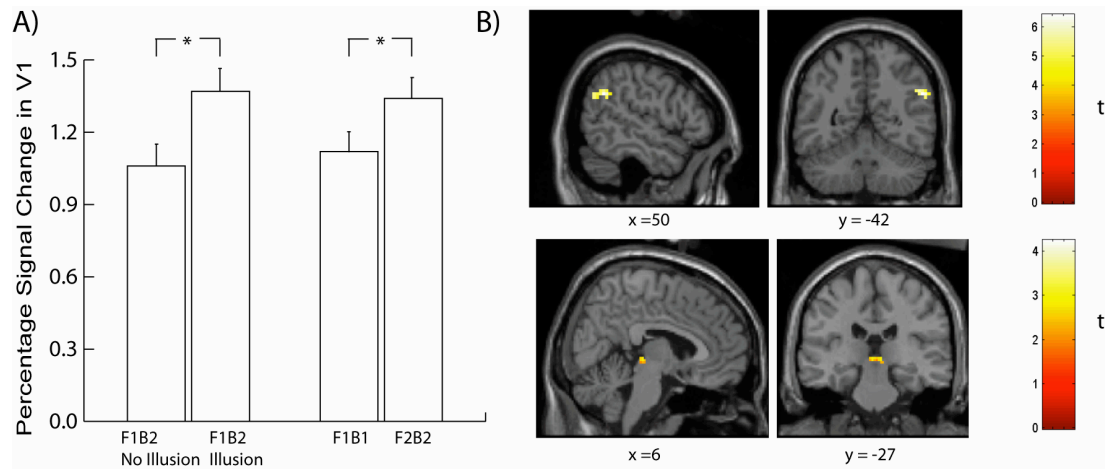 A)
Percentage Signal Change in V1
1.5
1.2
0.9
0.6
0.3
0.0
*
*
F1B2
No Illusion
F1B2
Illusion
F1B1
F2B2
B)
x =50
y = -42
6
5
4
3
2
1
0
t
x =6
y = -27
4
3
2
1
0
t